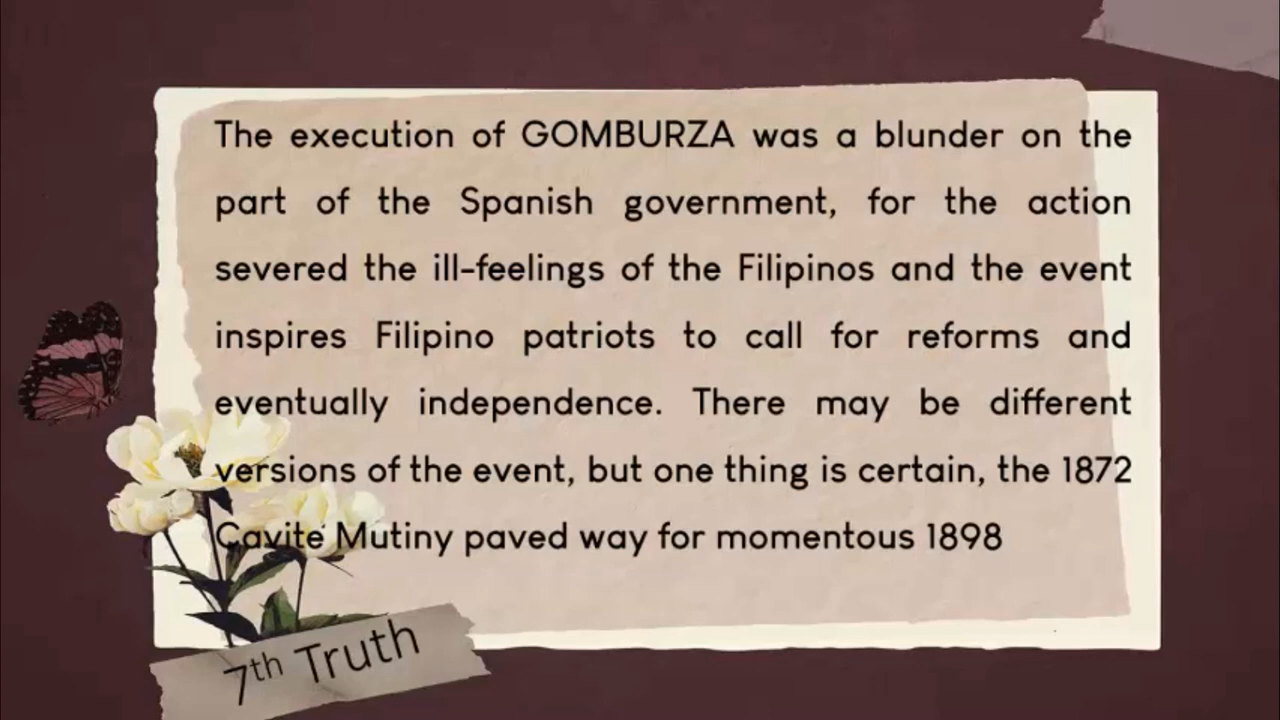 The execution of GOMBURZA was a blunder on the
part of the Spanish government, for the action
severed the ill-feelings of the Filipinos and the event
inspires Filipino patriots to call for reforms and
eventually independence. There may be different
versions of the event, but one thing is certain, the 1872
Cavite Mutiny paved way for momentous 1898
7th Truth